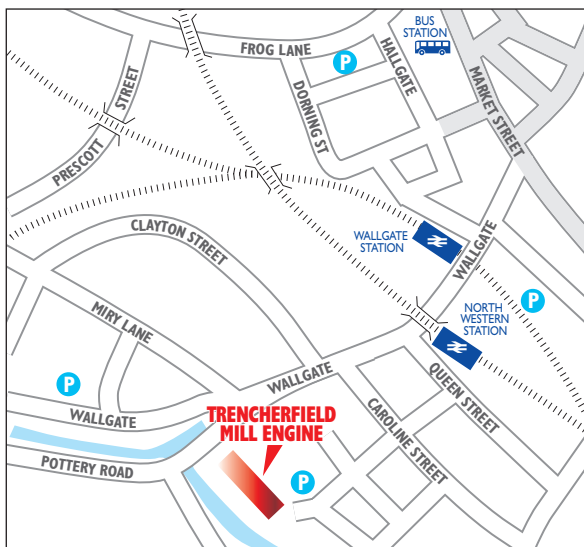 BUS
STATION
FROG LANE
P
HALLGATE
STREET
PRESCOTT
DORNING ST
MARKET STREET
CLAYTON STREET
WALLGATE
STATION
WALLGATE
P
NORTH
WESTERN
STATION
MIRY LANE
P
WALLGATE
WALLGATE
QUEEN STREET
CAROLINE STREET
TRENCHERFIELD
MILL ENGINE
POTTERY ROAD
P